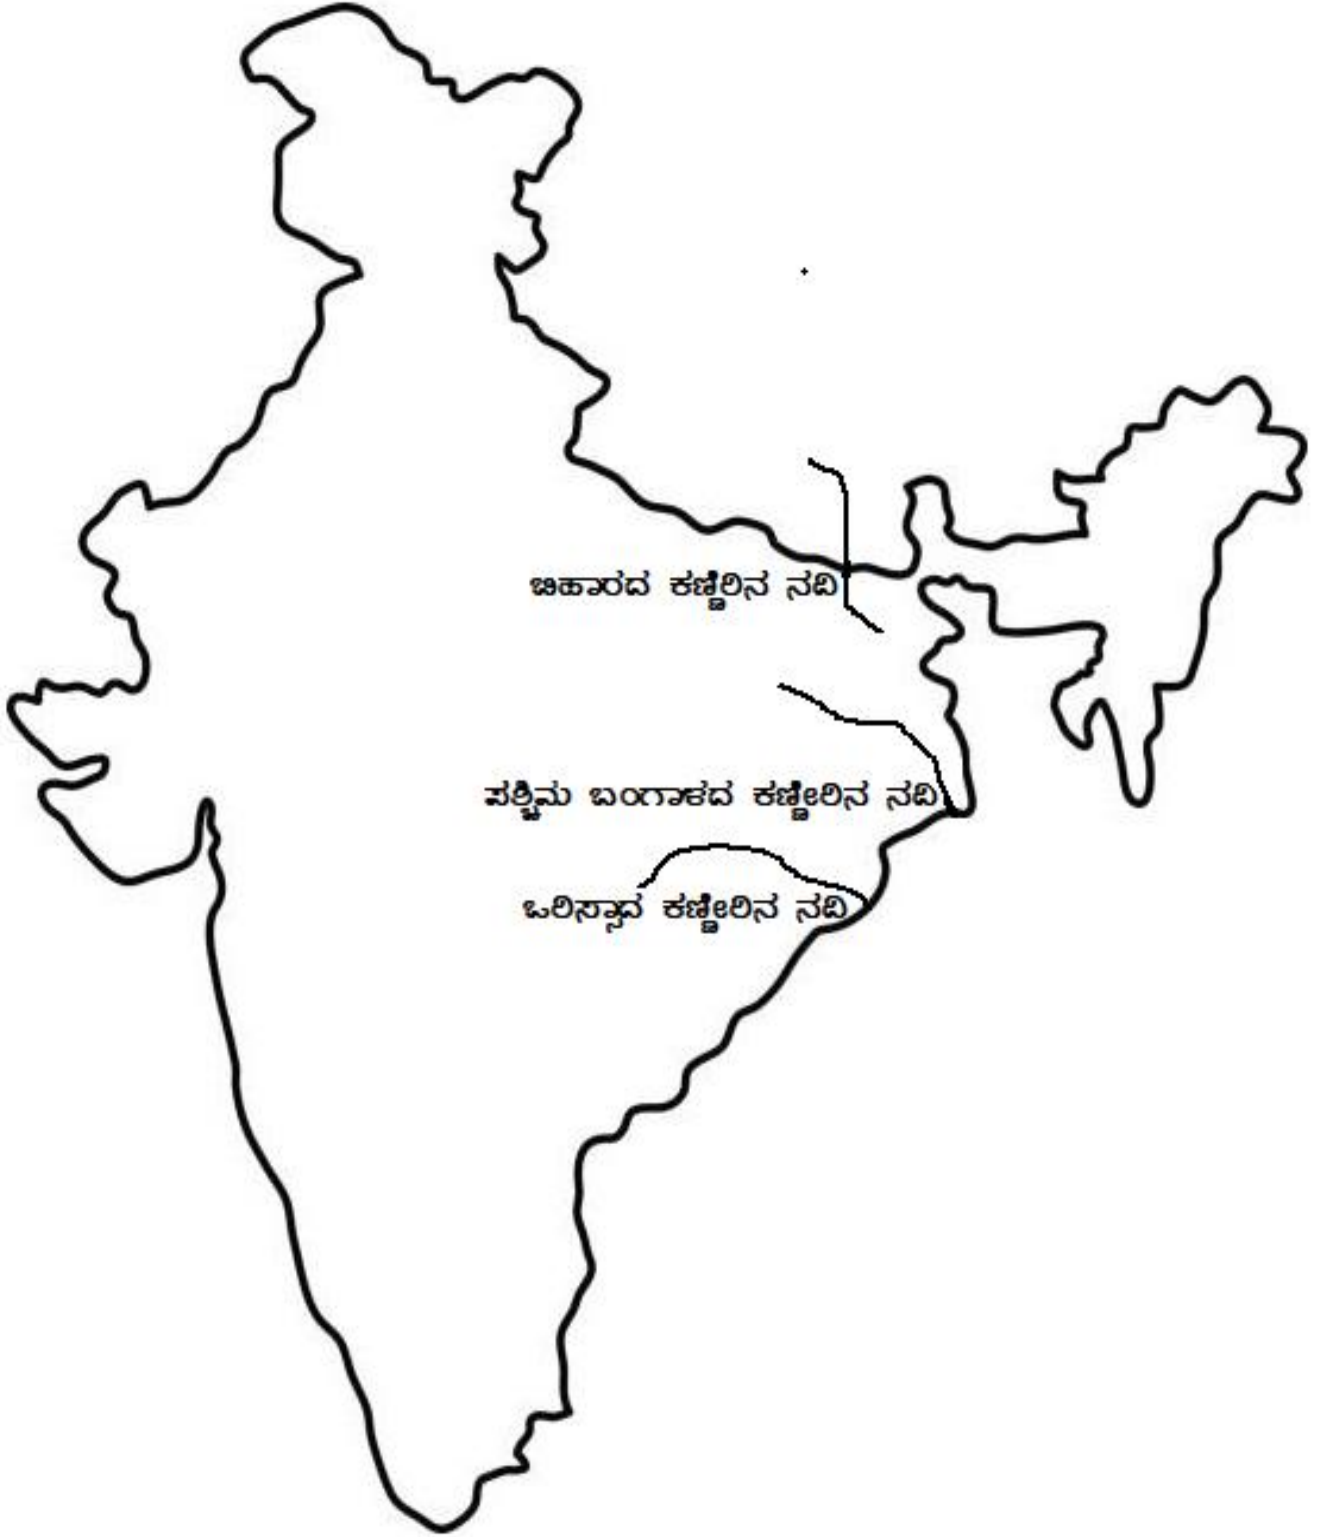 ಬಿಹಾರದ ಕಣ್ಣಿರಿನ ನದಿ
ಪಶ್ಚಿಮ ಬಂಗಾಳದ ಕಣ್ಣೀರಿನ ನದಿ
ಒರಿಸ್ಸಾದ ಕಣ್ಣೀರಿನ ನದಿ